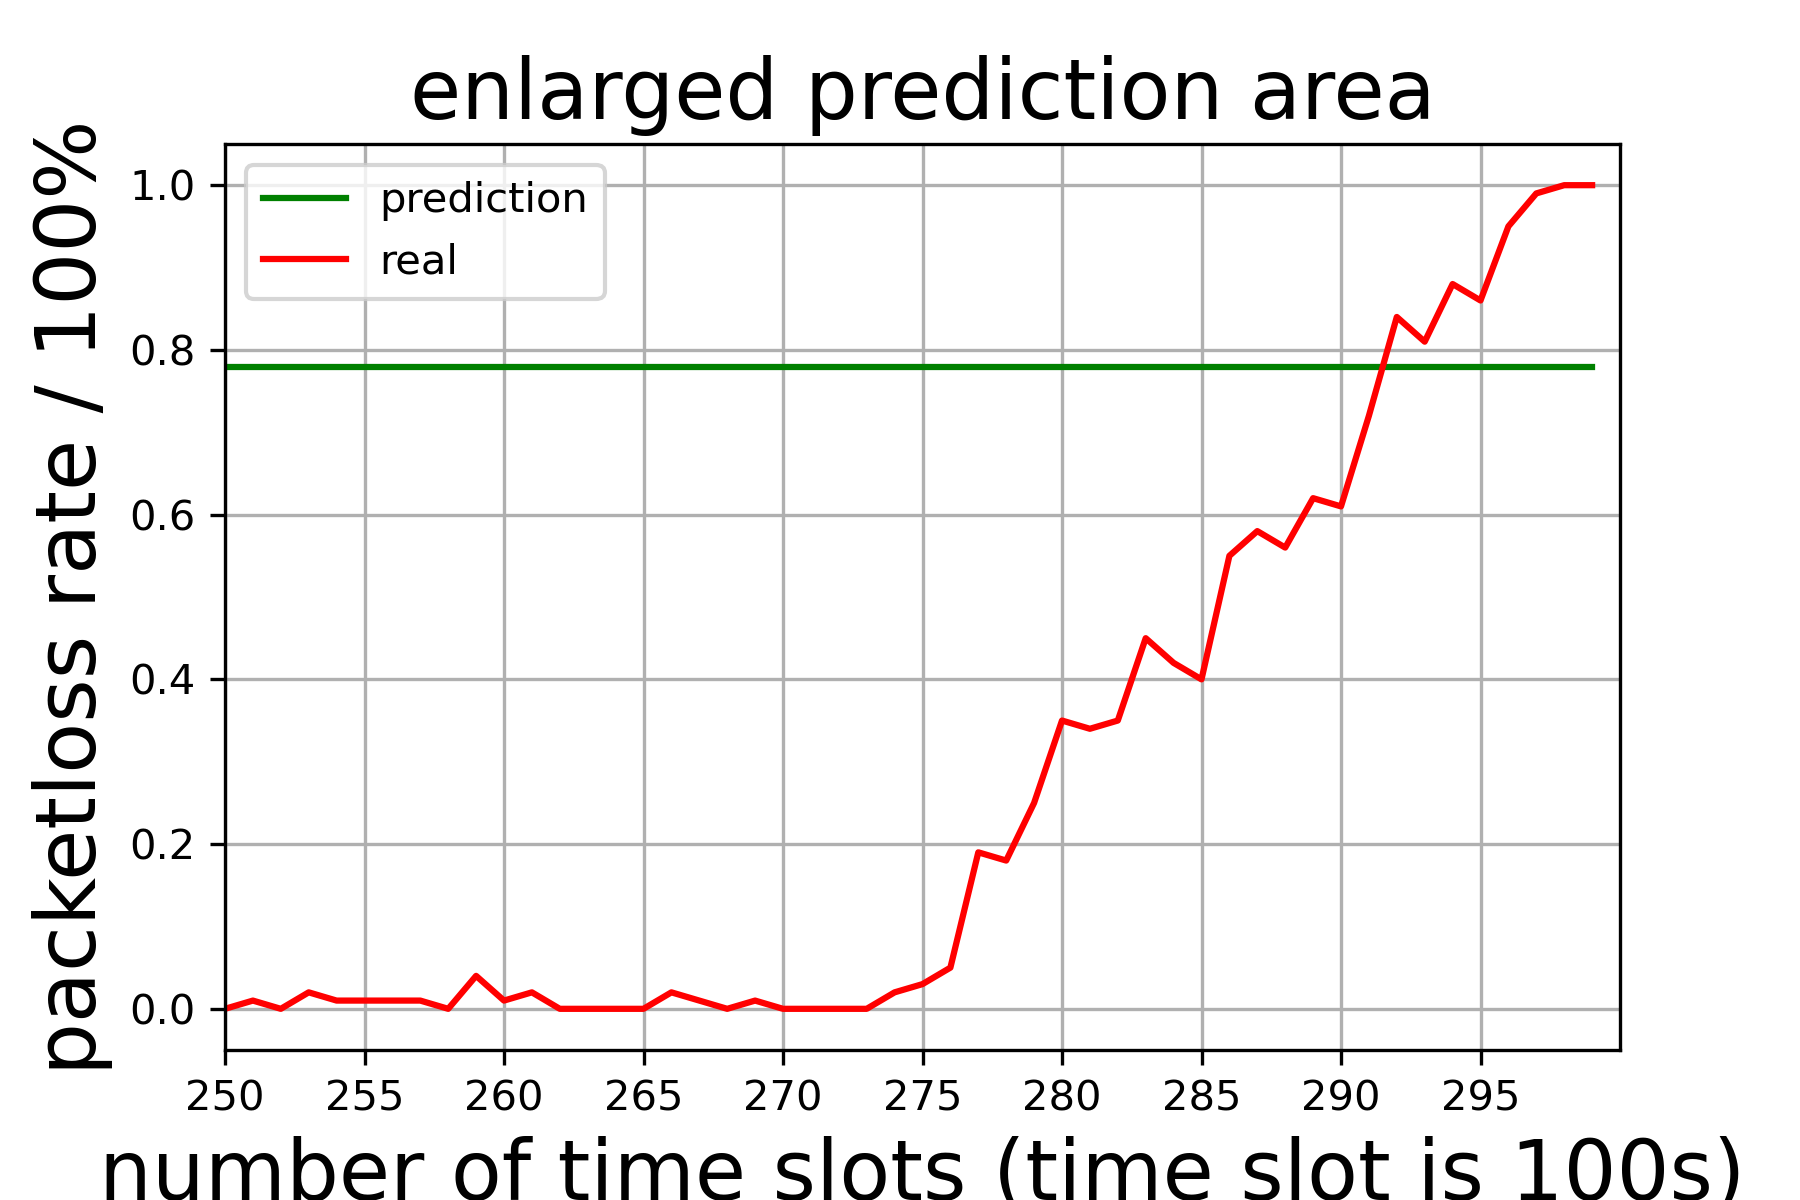 enlarged prediction area
packetloss rate / 100%
prediction
real
1.0
0.8
0.6
0.4
0.2
0.0
250 255 260 265 270 275 280 285 290 295
number of time slots (time slot is 100s)